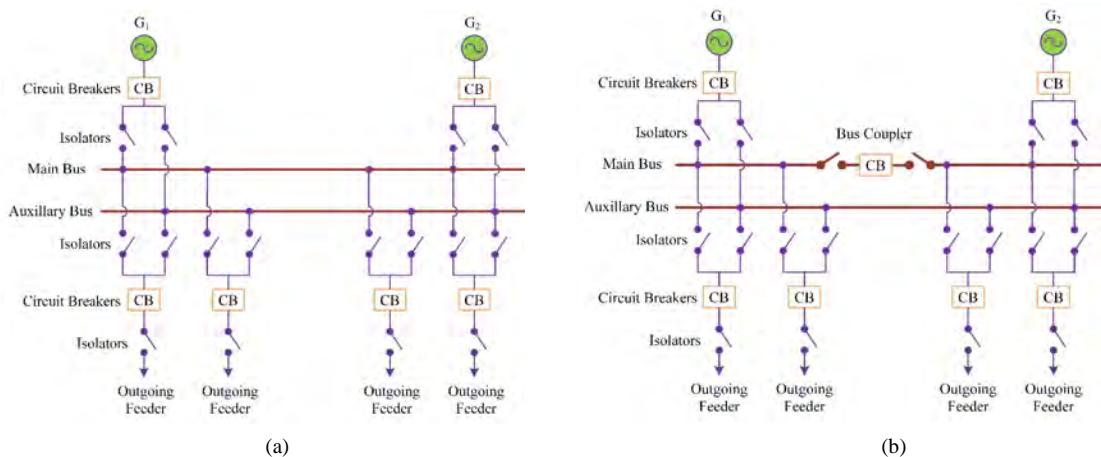 G₁
G₂
Circuit Breakers
CB
CB
Isolators
Main Bus
Auxillary Bus
Isolators
Circuit Breakers
CB
CB
CB
CB
Isolators
Outgoing
Feeder
Outgoing
Feeder
Outgoing
Feeder
Outgoing
Feeder
(a)
G₁
G₂
Circuit Breakers
CB
CB
Isolators
Bus Coupler
Main Bus
CB
Auxillary Bus
Isolators
Circuit Breakers
CB
CB
CB
CB
Isolators
Outgoing
Feeder
Outgoing
Feeder
Outgoing
Feeder
Outgoing
Feeder
(b)